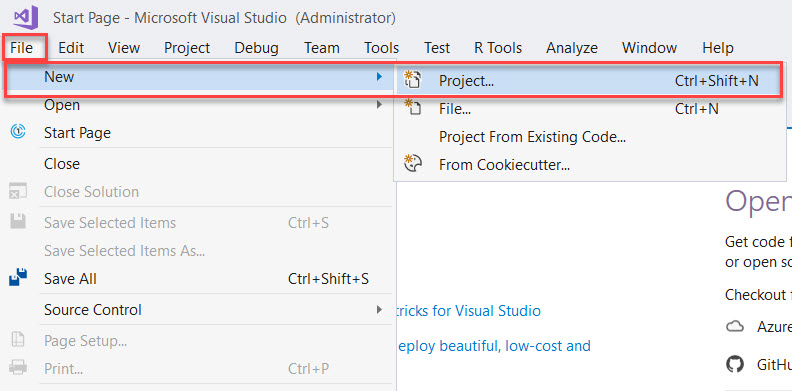 Start Page - Microsoft Visual Studio (Administrator)
File Edit View Project Debug Team Tools Test R Tools Analyze Window Help
New
Project... Ctrl+Shift+N
Open
File... Ctrl+N
Start Page
Project From Existing Code...
Close
From Cookiecutter...
Close Solution
Save Selected Items Ctrl+S
Open
Save Selected Items As...
Get code f
or open so
Save All Ctrl+Shift+S
Checkout f
Source Control
tricks for Visual Studio
Azure
Page Setup...
eploy beautiful, low-cost and
Print... Ctrl+P
GitHu